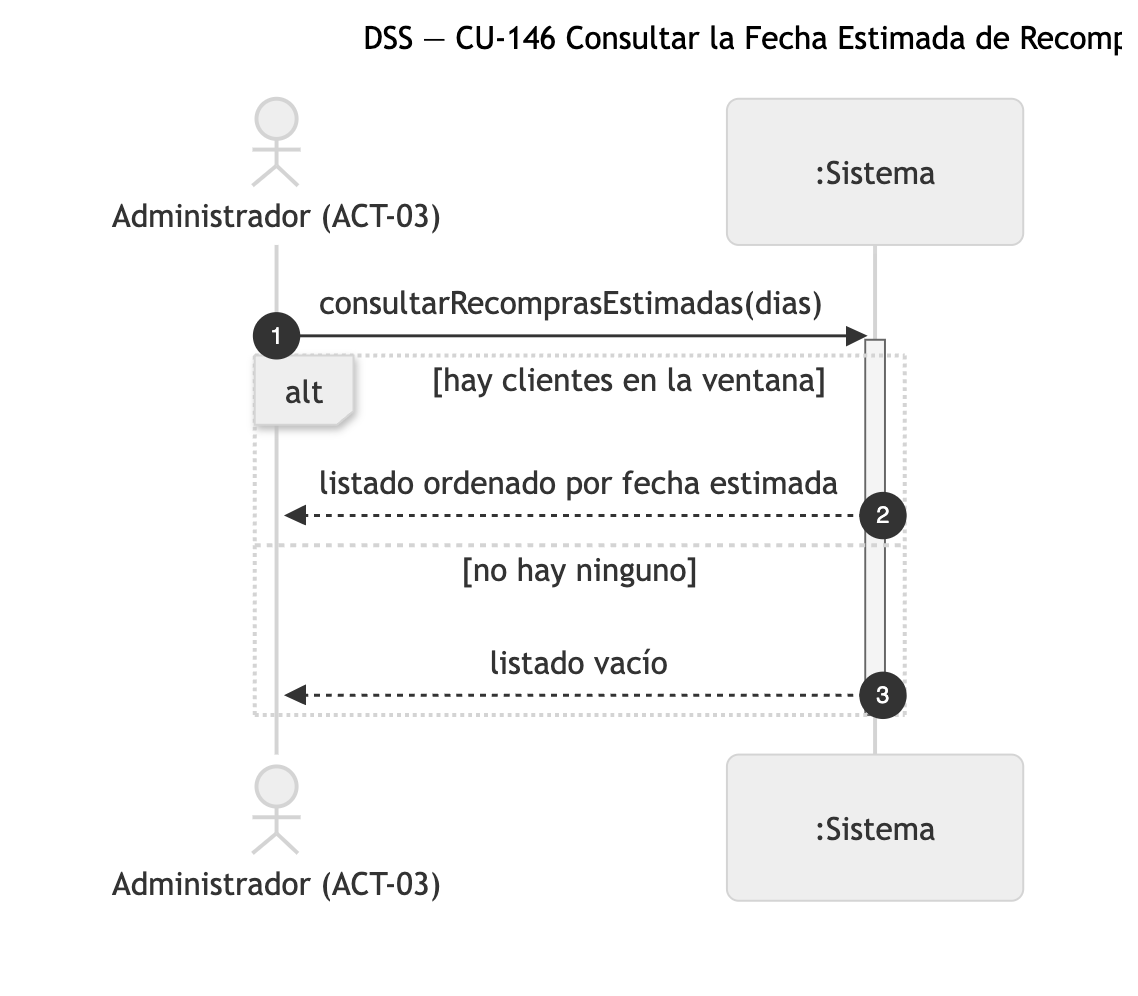 DSS — CU-146 Consultar la Fecha Estimada de Recomp
:Sistema
Administrador (ACT-03)
consultarRecomprasEstimadas(dias)
1
alt
[hay clientes en la ventana]
listado ordenado por fecha estimada
2
[no hay ninguno]
listado vacío
3
:Sistema
Administrador (ACT-03)